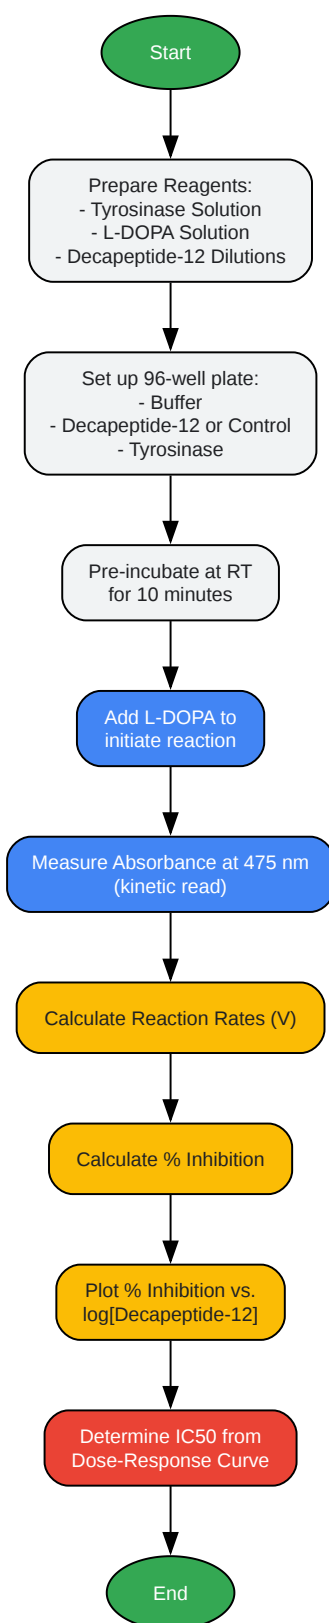 Start
Prepare Reagents:
- Tyrosinase Solution
- L-DOPA Solution
- Decapeptide-12 Dilutions
Set up 96-well plate:
- Buffer
- Decapeptide-12 or Control
- Tyrosinase
Pre-incubate at RT
for 10 minutes
Add L-DOPA to
initiate reaction
Measure Absorbance at 475 nm
(kinetic read)
Calculate Reaction Rates (V)
Calculate % Inhibition
Plot % Inhibition vs.
log[Decapeptide-12]
Determine IC50 from
Dose-Response Curve
End